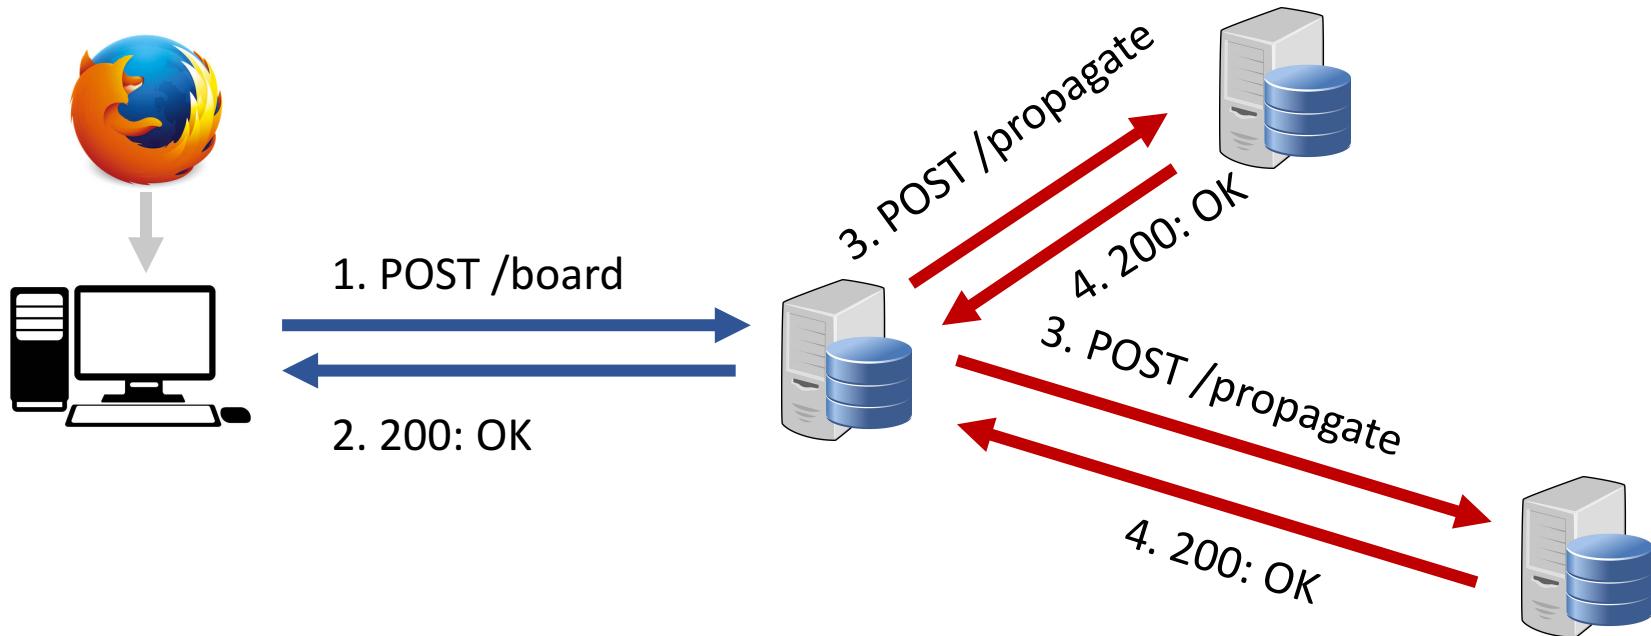 1. POST /board
2. 200: OK
3. POST /propagate
4. 200: OK
3. POST /propagate
4. 200: OK